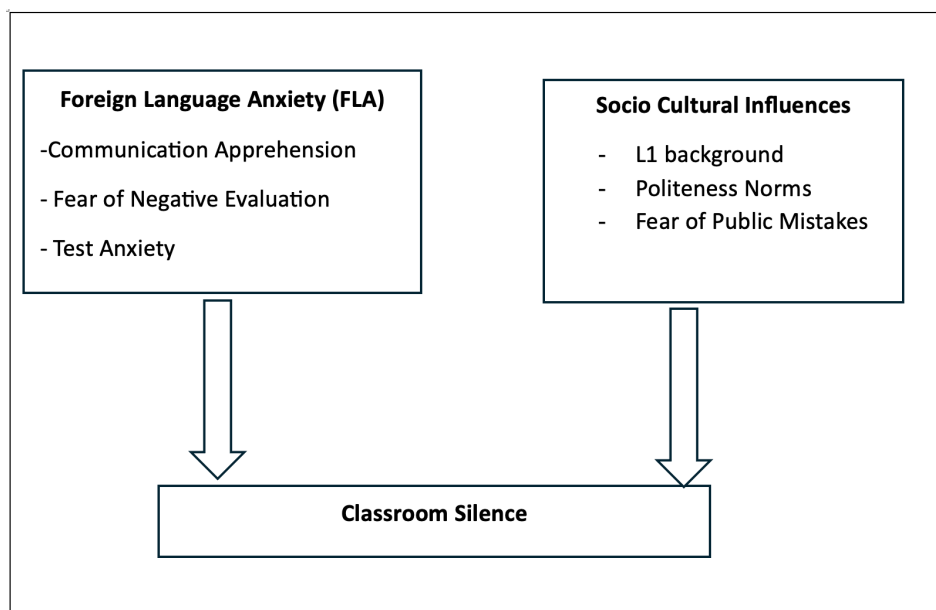 Foreign Language Anxiety (FLA)
-Communication Apprehension
- Fear of Negative Evaluation
- Test Anxiety
Socio Cultural Influences
- L1 background
- Politeness Norms
- Fear of Public Mistakes
Classroom Silence